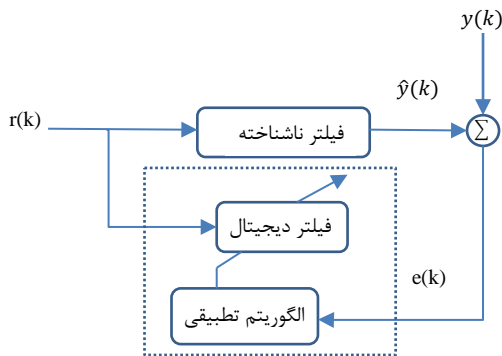 y(k)
ŷ(k)
r(k)
فیلتر ناشناخته
∑
فیلتر دیجیتال
e(k)
الگوریتم تطبیقی